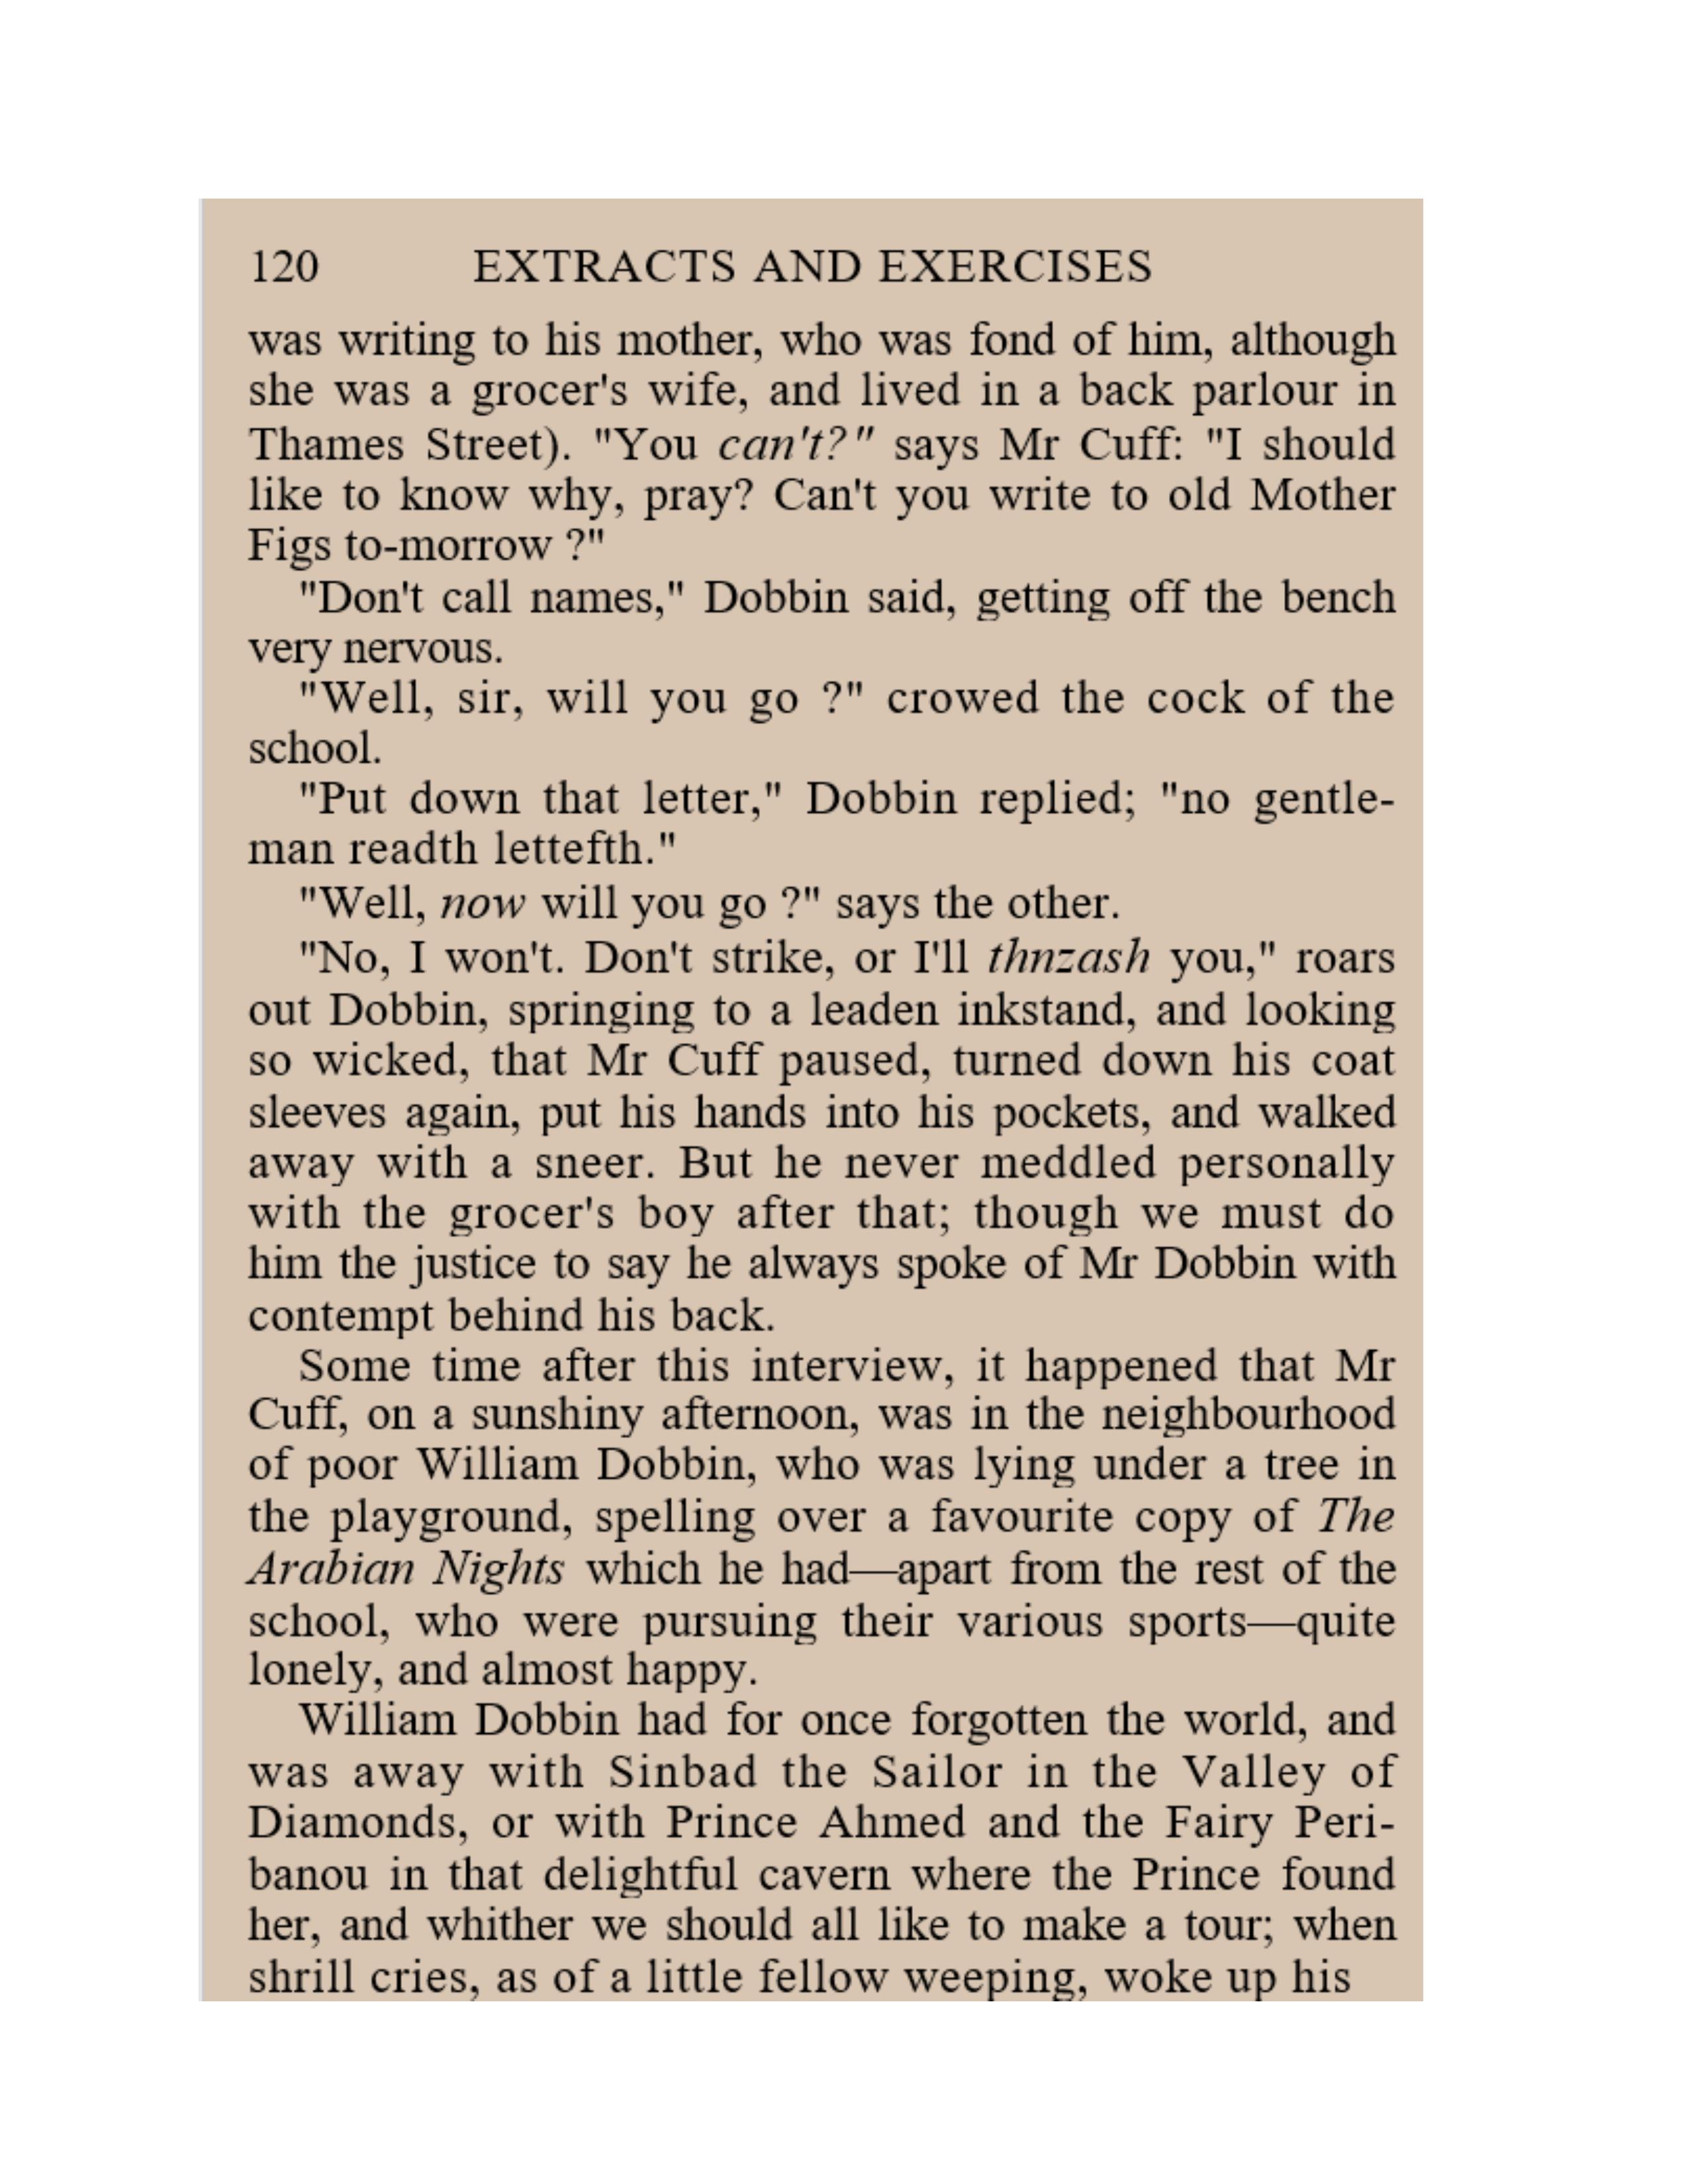 120 EXTRACTS AND EXERCISES
was writing to his mother, who was fond of him, although
she was a grocer's wife, and lived in a back parlour in
Thames Street). "You can't?" says Mr Cuff: "I should
like to know why, pray? Can't you write to old Mother
Figs to-morrow ?"
"Don't call names," Dobbin said, getting off the bench
very nervous.
"Well, sir, will you go ?" crowed the cock of the
school.
"Put down that letter," Dobbin replied; "no gentle-
man readth lettefth."
"Well, now will you go ?" says the other.
"No, I won't. Don't strike, or I'll thnzash you," roars
out Dobbin, springing to a leaden inkstand, and looking
so wicked, that Mr Cuff paused, turned down his coat
sleeves again, put his hands into his pockets, and walked
away with a sneer. But he never meddled personally
with the grocer's boy after that; though we must do
him the justice to say he always spoke of Mr Dobbin with
contempt behind his back.
Some time after this interview, it happened that Mr
Cuff, on a sunshiny afternoon, was in the neighbourhood
of poor William Dobbin, who was lying under a tree in
the playground, spelling over a favourite copy of The
Arabian Nights which he had—apart from the rest of the
school, who were pursuing their various sports—quite
lonely, and almost happy.
William Dobbin had for once forgotten the world, and
was away with Sinbad the Sailor in the Valley of
Diamonds, or with Prince Ahmed and the Fairy Peri-
banou in that delightful cavern where the Prince found
her, and whither we should all like to make a tour; when
shrill cries, as of a little fellow weeping, woke up his